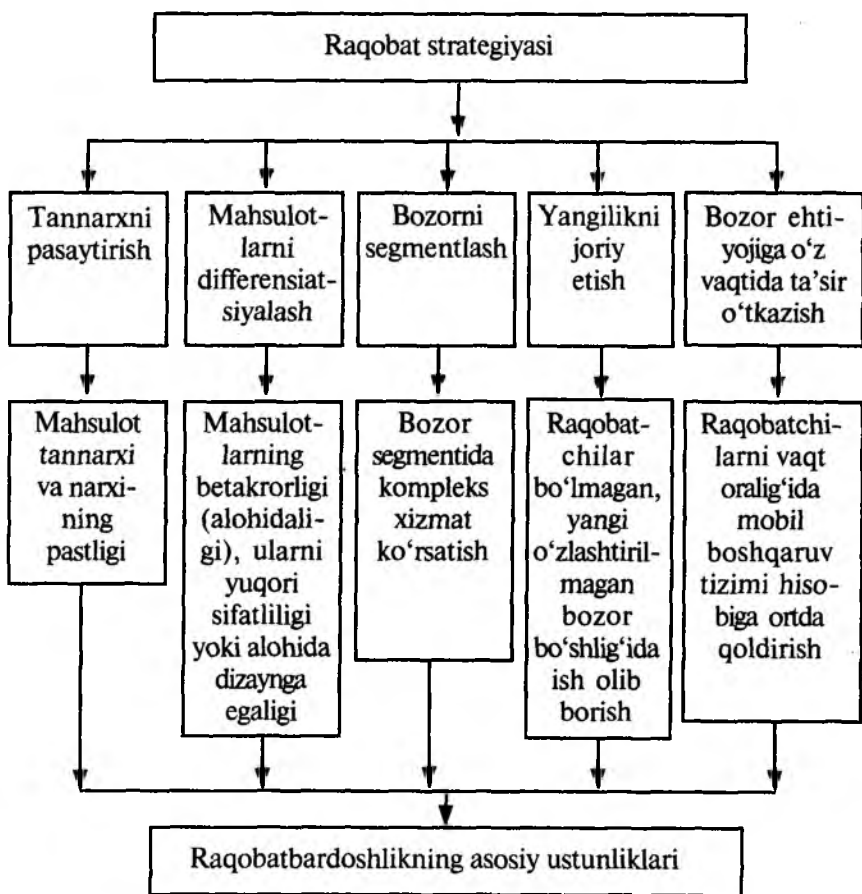 Raqobat strategiyasi
Tannarxni
pasaytirish
Mahsulot-
larni
differensiat-
siyalash
Bozorni
segmentlash
Yangilikni
joriy
etish
Bozor ehti-
yojiga o‘z
vaqtida ta’sir
o‘tkazish
Mahsulot
tannarxi
va narxi-
ning
pastligi
Mahsulot-
larning
betakrorligi
(alohidali-
gi), ularni
yuqori
sifatliligi
yoki alohida
dizaynga
egaligi
Bozor
segmentida
kompleks
xizmat
ko‘rsatish
Raqobat-
chilar
bo‘lmagan,
yangi
o‘zlashtiril-
magan
bozor
bo‘shlig‘ida
ish olib
borish
Raqobatchi-
larni vaqt
oralig‘ida
mobil
boshqaruv
tizimi hiso-
biga ortda
qoldirish
Raqobatbardoshlikning asosiy ustunliklari